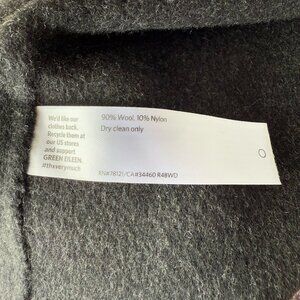 We'd like our
clothes back.
Recycle them at
our US stores
and support
GREEN EILEEN.
#thxverymuch
90% Wool, 10% Nylon
Dry clean only
RN#78121/CA#34460 R4BWD